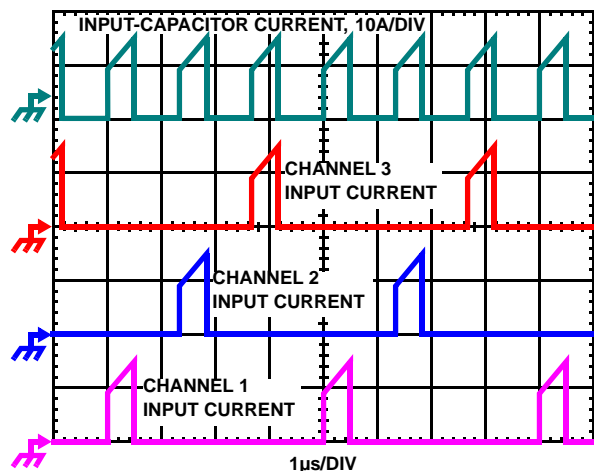 INPUT-CAPACITOR CURRENT, 10A/DIV
CHANNEL 3
INPUT CURRENT
CHANNEL 2
INPUT CURRENT
CHANNEL 1
INPUT CURRENT
1µs/DIV